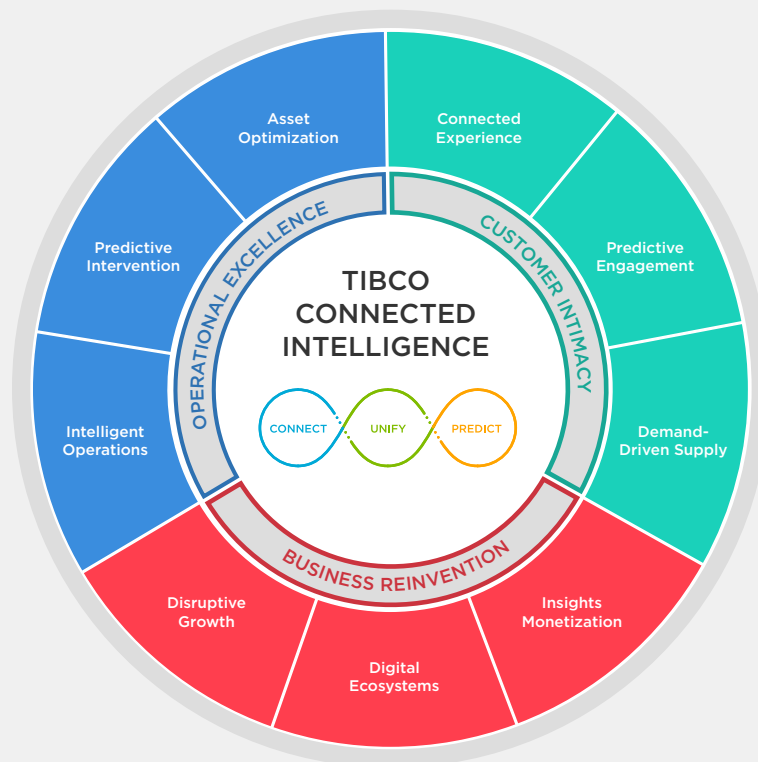 Asset
Optimization
Connected
Experience
Predictive
Intervention
Predictive
Engagement
OPERATIONAL EXCELLENCE
CUSTOMER INTIMACY
TIBCO
CONNECTED
INTELLIGENCE
CONNECT UNIFY PREDICT
Intelligent
Operations
Demand-
Driven Supply
BUSINESS REINVENTION
Disruptive
Growth
Insights
Monetization
Digital
Ecosystems